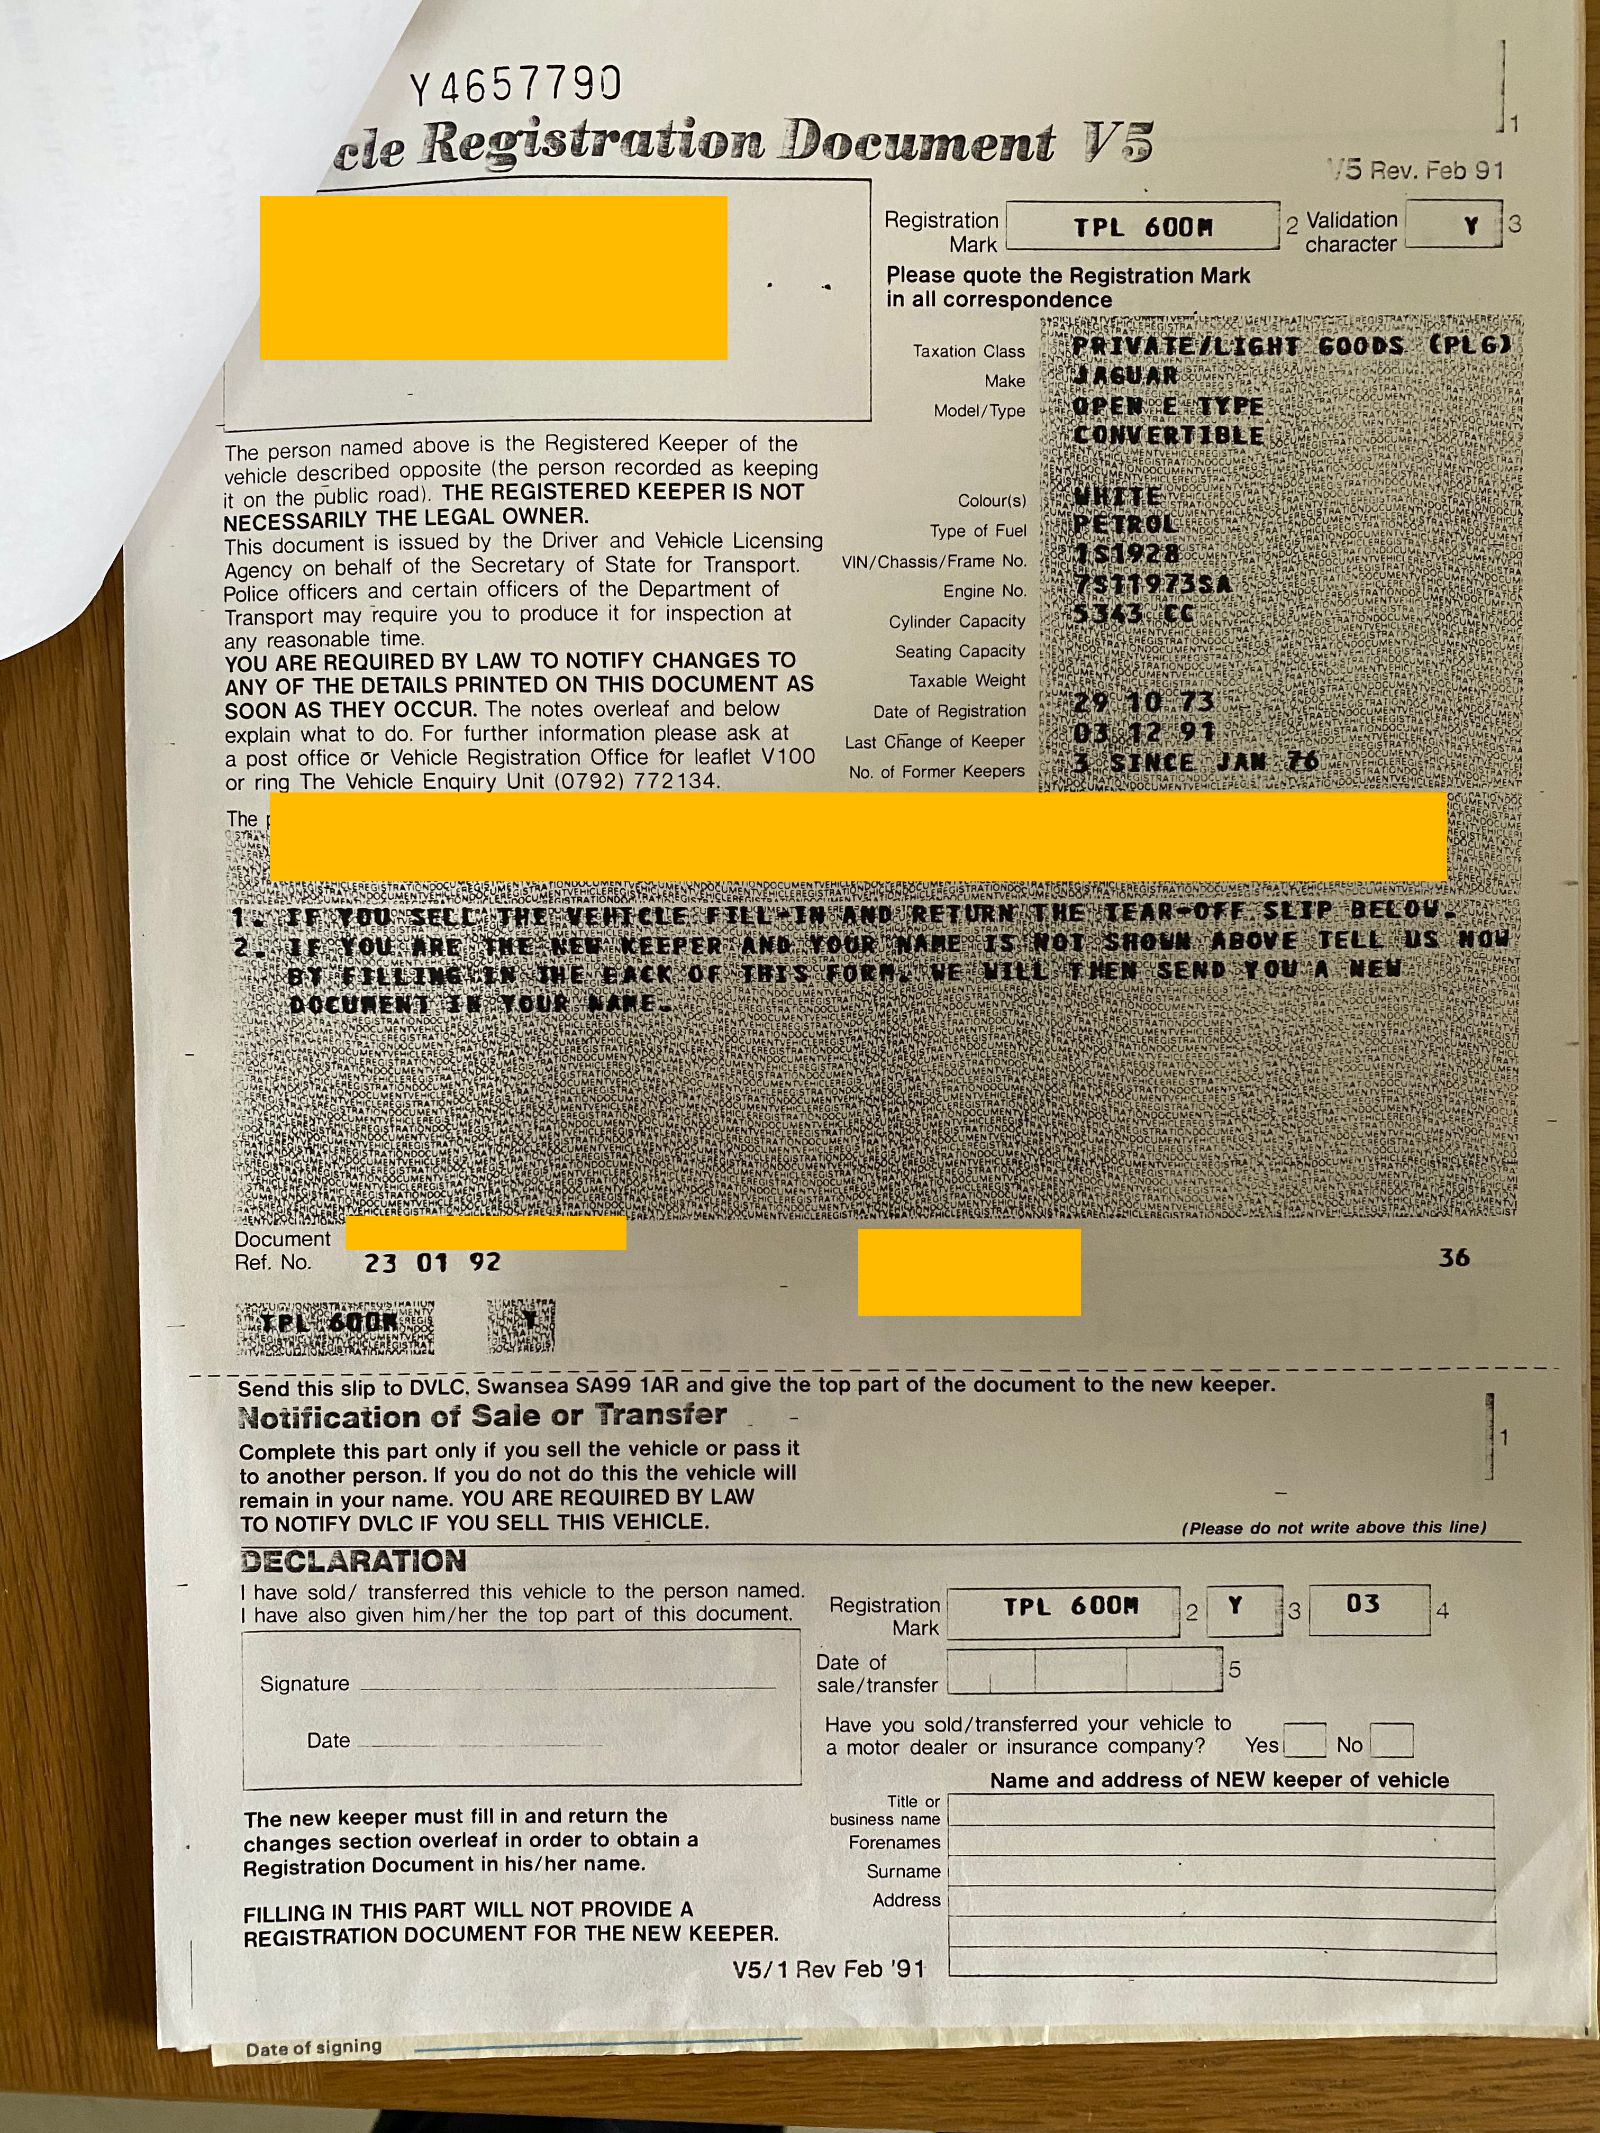 Y4657790
cle Registration Document V5
1
V5 Rev. Feb 91
Registration Mark TPL 600M 2 Validation character Y 3
Please quote the Registration Mark
in all correspondence
Taxation Class PRIVATE/LIGHT GOODS (PLG)
Make JAGUAR
Model/Type OPEN E TYPE
CONVERTIBLE
Colour(s) WHITE
Type of Fuel PETROL
VIN/Chassis/Frame No. 1S1928
Engine No. 7S11973SA
Cylinder Capacity 5343 CC
Seating Capacity
Taxable Weight
Date of Registration 29 10 73
Last Change of Keeper 03 12 91
No. of Former Keepers 3 SINCE JAN 76
The person named above is the Registered Keeper of the
vehicle described opposite (the person recorded as keeping
it on the public road). THE REGISTERED KEEPER IS NOT
NECESSARILY THE LEGAL OWNER.
This document is issued by the Driver and Vehicle Licensing
Agency on behalf of the Secretary of State for Transport.
Police officers and certain officers of the Department of
Transport may require you to produce it for inspection at
any reasonable time.
YOU ARE REQUIRED BY LAW TO NOTIFY CHANGES TO
ANY OF THE DETAILS PRINTED ON THIS DOCUMENT AS
SOON AS THEY OCCUR. The notes overleaf and below
explain what to do. For further information please ask at
a post office or Vehicle Registration Office for leaflet V100
or ring The Vehicle Enquiry Unit (0792) 772134.
The
1. IF YOU SELL THE VEHICLE FILL-IN AND RETURN THE TEAR-OFF SLIP BELOW.
2. IF YOU ARE THE NEW KEEPER AND YOUR NAME IS NOT SHOWN ABOVE TELL US NOW
BY FILLING IN THE BACK OF THIS FORM. WE WILL THEN SEND YOU A NEW
DOCUMENT IN YOUR NAME.
Document
Ref. No. 23 01 92
36
TPL 600M Y
Send this slip to DVLC, Swansea SA99 1AR and give the top part of the document to the new keeper.
Notification of Sale or Transfer
1
Complete this part only if you sell the vehicle or pass it
to another person. If you do not do this the vehicle will
remain in your name. YOU ARE REQUIRED BY LAW
TO NOTIFY DVLC IF YOU SELL THIS VEHICLE.
(Please do not write above this line)
DECLARATION
I have sold/ transferred this vehicle to the person named.
I have also given him/her the top part of this document.
Signature
Date
Registration Mark TPL 600M 2 Y 3 03 4
Date of
sale/transfer 5
Have you sold/transferred your vehicle to
a motor dealer or insurance company? Yes No
Name and address of NEW keeper of vehicle
Title or
business name
Forenames
Surname
Address
The new keeper must fill in and return the
changes section overleaf in order to obtain a
Registration Document in his/her name.
FILLING IN THIS PART WILL NOT PROVIDE A
REGISTRATION DOCUMENT FOR THE NEW KEEPER.
V5/1 Rev Feb '91
Date of signing